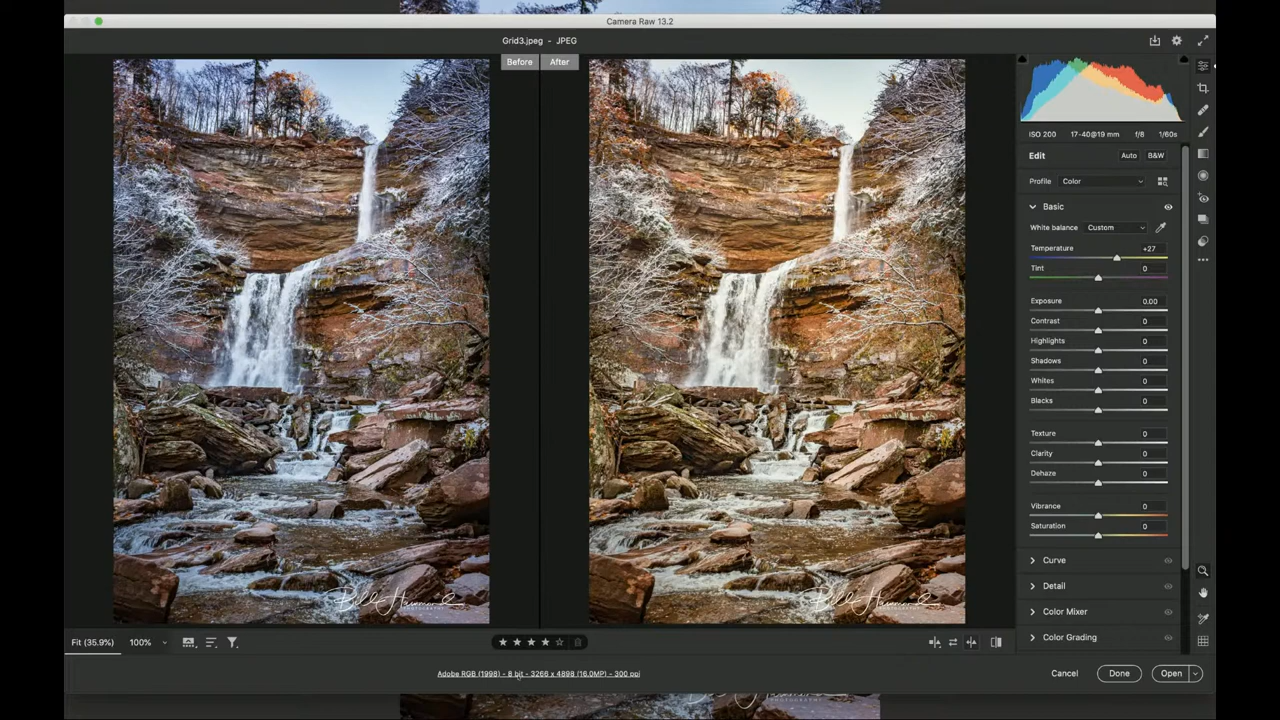 Camera Raw 13.2
Grid3.jpeg - JPEG
Before After
ISO 200 17-40@19 mm f/8 1/60s
Edit Auto B&W
Profile Color
Basic
White balance Custom
Temperature +27
Tint 0
Exposure 0.00
Contrast 0
Highlights 0
Shadows 0
Whites 0
Blacks 0
Texture 0
Clarity 0
Dehaze 0
Vibrance 0
Saturation 0
Curve
Detail
Color Mixer
Color Grading
PHOTOGRAPHY
PHOTOGRAPHY
Fit (35.9%) 100%
Adobe RGB (1998) - 8 bit - 3266 x 4898 (16.0MP) - 300 ppi
Cancel Done Open